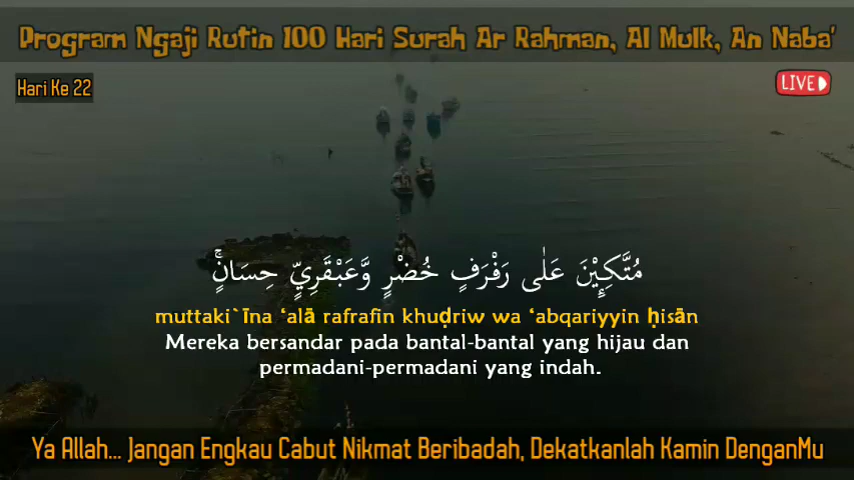 Program Ngaji Rutin 100 Hari Surah Ar Rahman, Al Mulk, An Naba'
Hari Ke 22
LIVE
مُتَّكِـِٕيْنَ عَلٰى رَفْرَفٍ خُضْرٍ وَّعَبْقَرِيٍّ حِسَانٍۚ
muttaki`īna ‘alā rafrafin khuḍriw wa ‘abqariyyin ḥisān
Mereka bersandar pada bantal-bantal yang hijau dan
permadani-permadani yang indah.
Ya Allah... Jangan Engkau Cabut Nikmat Beribadah, Dekatkanlah Kamin DenganMu